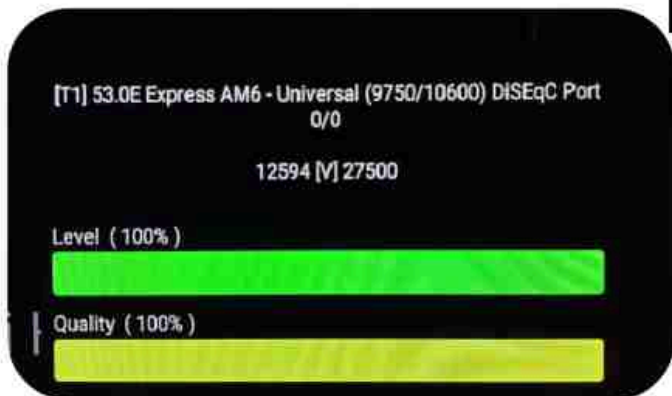 [T1] 53.0E Express AM6 - Universal (9750/10600) DiSEqC Port
0/0
12594 [V] 27500
Level ( 100% )
Quality ( 100% )